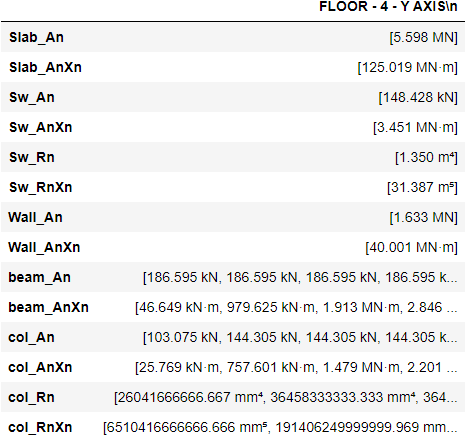 FLOOR - 4 - Y AXIS\n
Slab_An [5.598 MN]
Slab_AnXn [125.019 MN·m]
Sw_An [148.428 kN]
Sw_AnXn [3.451 MN·m]
Sw_Rn [1.350 m⁴]
Sw_RnXn [31.387 m⁵]
Wall_An [1.633 MN]
Wall_AnXn [40.001 MN·m]
beam_An [186.595 kN, 186.595 kN, 186.595 kN, 186.595 k...
beam_AnXn [46.649 kN·m, 979.625 kN·m, 1.913 MN·m, 2.846 ...
col_An [103.075 kN, 144.305 kN, 144.305 kN, 144.305 k...
col_AnXn [25.769 kN·m, 757.601 kN·m, 1.479 MN·m, 2.201 ...
col_Rn [26041666666.667 mm⁴, 36458333333.333 mm⁴, 364...
col_RnXn [6510416666666.666 mm⁵, 191406249999999.969 mm...